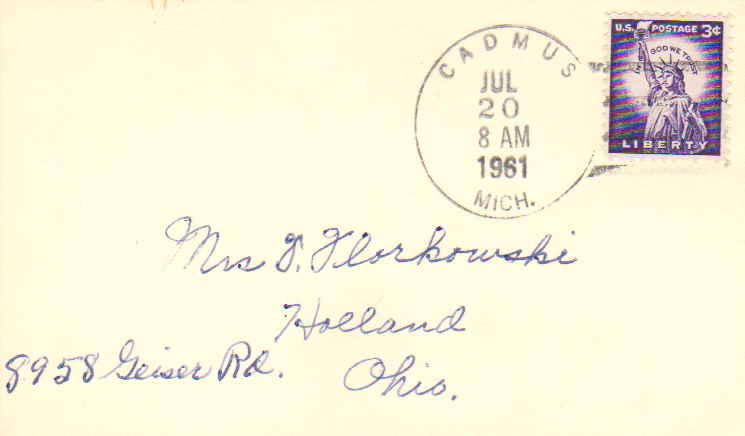 U.S. POSTAGE 3¢
IN GOD WE TRUST
LIBERTY
CADMUS
JUL
20
8 AM
1961
MICH.
Mrs D. Florkowski
Holland
8958 Geiser Rd.
Ohio.